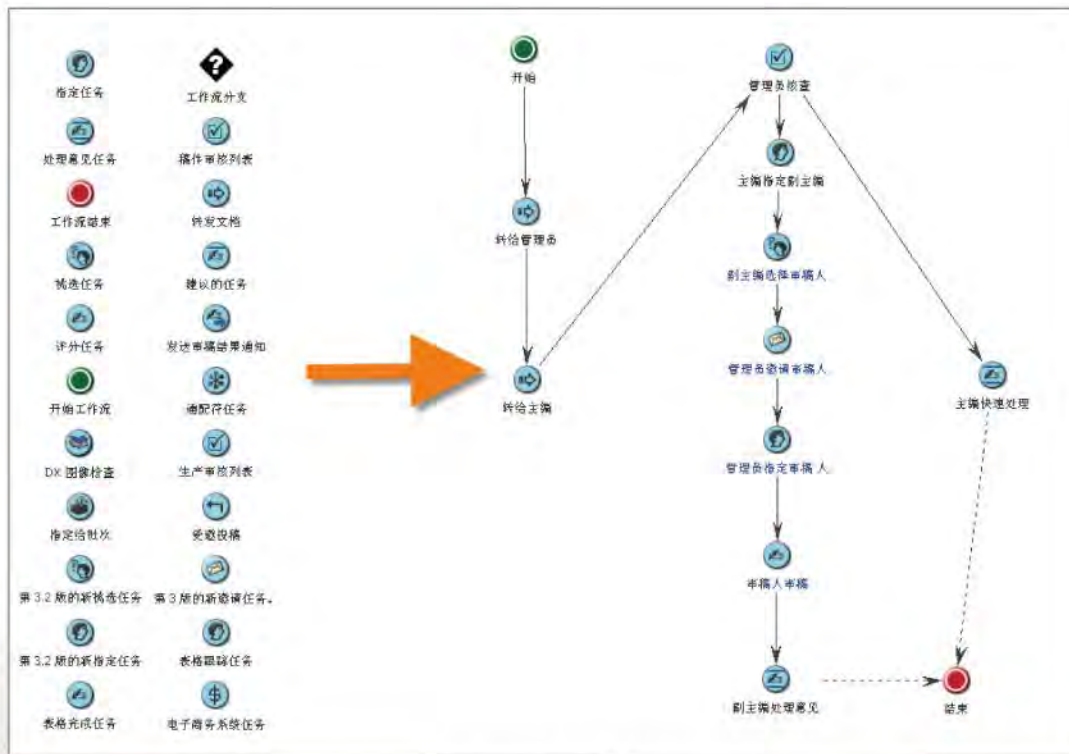 指定任务
工作流分支
处理意见任务
稿件审核列表
工作流结束
转发文档
挑选任务
建议的任务
评分任务
发送审稿结果通知
开始工作流
通配符任务
DX 图像检查
生产审核列表
指定给批次
受邀投稿
第 3.2 版的新挑选任务
第 3 版的新邀请任务。
第 3.2 版的新指定任务
表格跟踪任务
表格完成任务
电子商务系统任务
开始
转给管理员
转给主编
管理员核查
主编指定副主编
副主编选择审稿人
管理员邀请审稿人
管理员指定审稿人
审稿人审稿
副主编处理意见
主编快速处理
结束